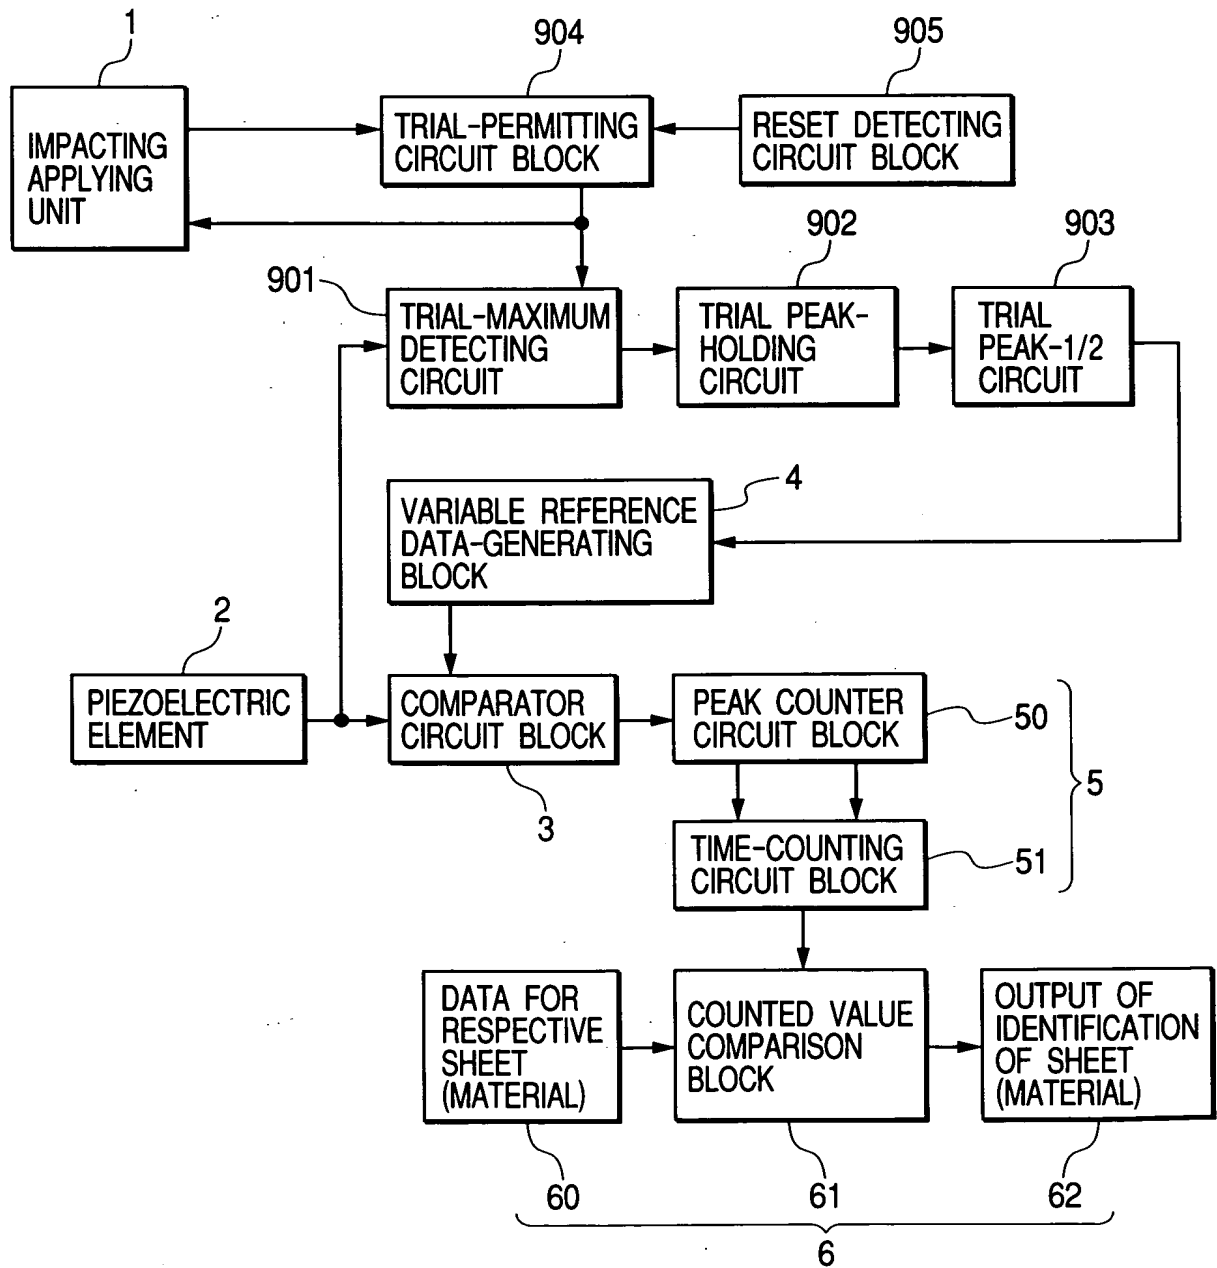 1
904
905
IMPACTING
APPLYING
UNIT
TRIAL-PERMITTING
CIRCUIT BLOCK
RESET DETECTING
CIRCUIT BLOCK
901
902
903
TRIAL-MAXIMUM
DETECTING
CIRCUIT
TRIAL PEAK-
HOLDING
CIRCUIT
TRIAL
PEAK-1/2
CIRCUIT
4
VARIABLE REFERENCE
DATA-GENERATING
BLOCK
2
PIEZOELECTRIC
ELEMENT
COMPARATOR
CIRCUIT BLOCK
3
PEAK COUNTER
CIRCUIT BLOCK
50
5
TIME-COUNTING
CIRCUIT BLOCK
51
DATA FOR
RESPECTIVE
SHEET
(MATERIAL)
COUNTED VALUE
COMPARISON
BLOCK
OUTPUT OF
IDENTIFICATION
OF SHEET
(MATERIAL)
60
61
62
6